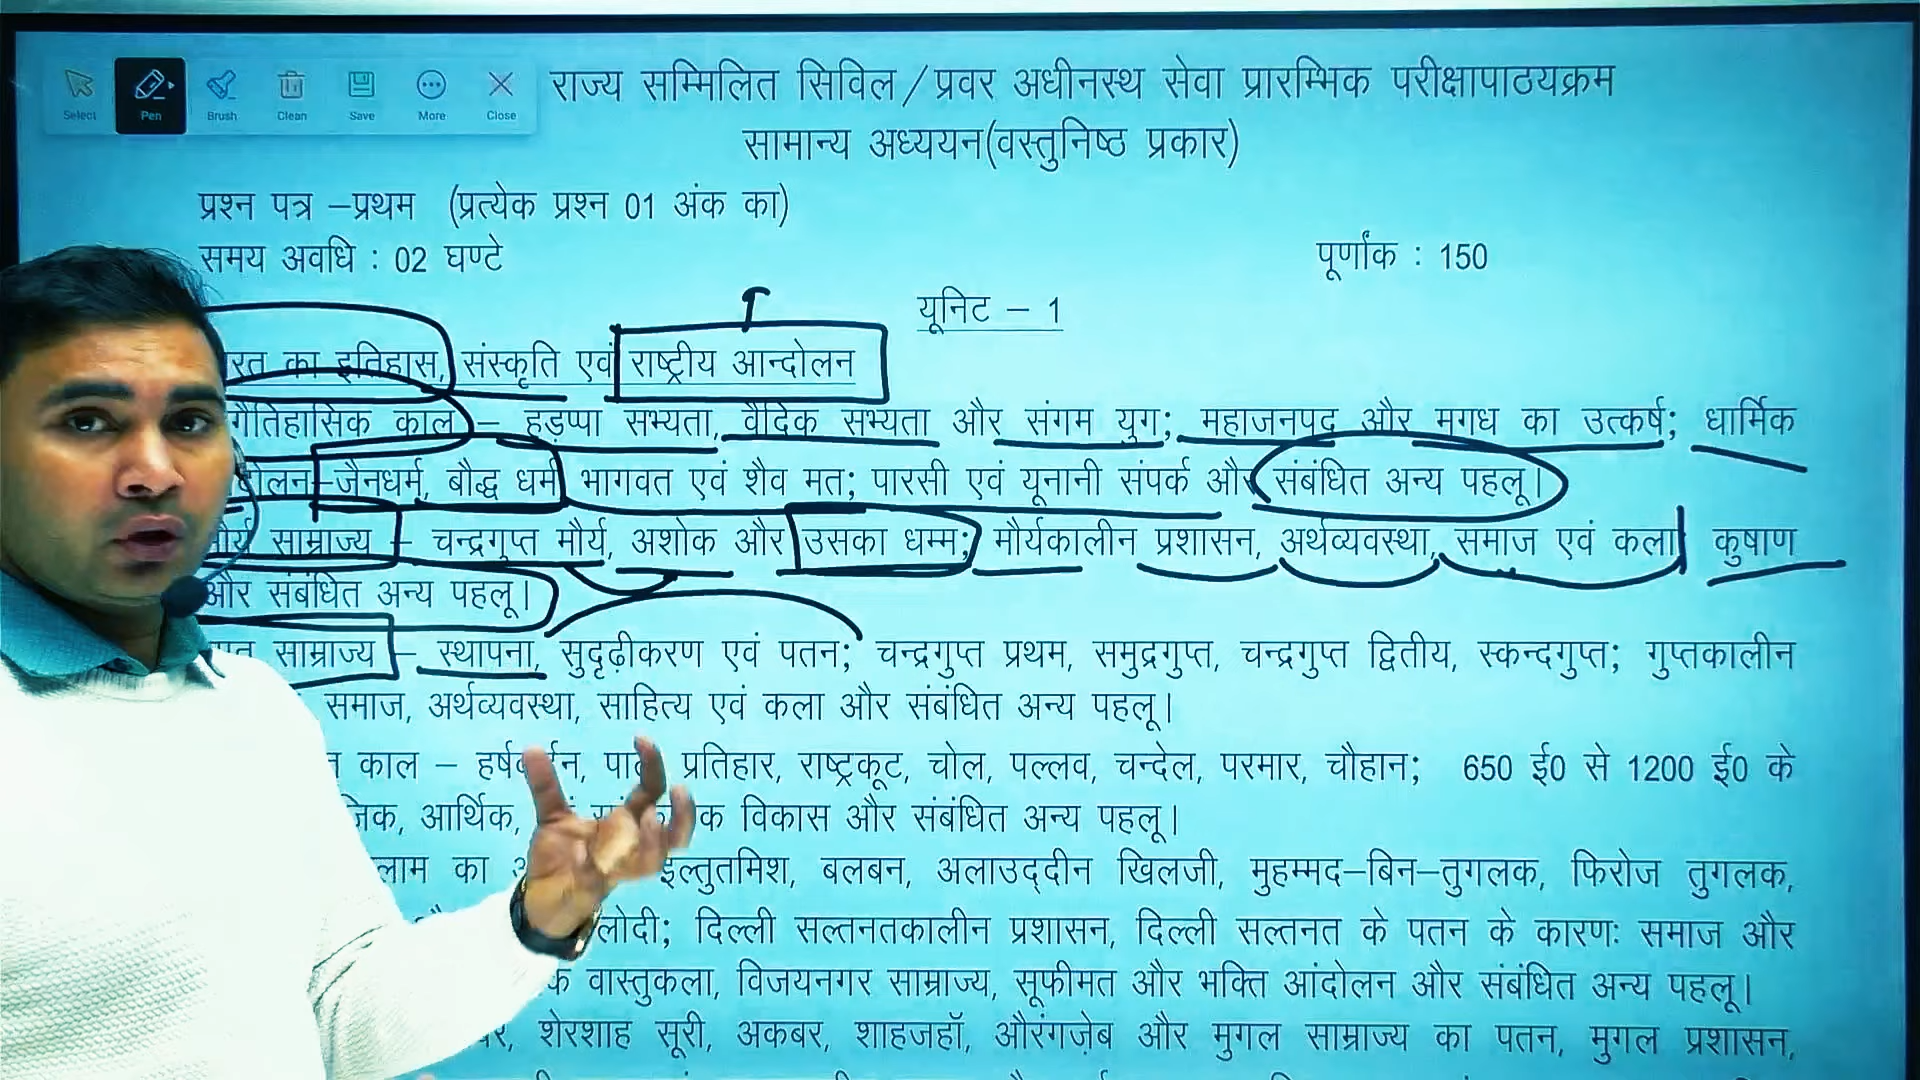 Select Pen Brush Clean Save More Close
राज्य सम्मिलित सिविल/प्रवर अधीनस्थ सेवा प्रारम्भिक परीक्षापाठयक्रम
सामान्य अध्ययन(वस्तुनिष्ठ प्रकार)
प्रश्न पत्र –प्रथम (प्रत्येक प्रश्न 01 अंक का)
समय अवधि : 02 घण्टे पूर्णांक : 150
यूनिट – 1
का इतिहास, संस्कृति एवं राष्ट्रीय आन्दोलन
काल – हड़प्पा सभ्यता, वैदिक सभ्यता और संगम युग; महाजनपद और मगध का उत्कर्ष; धार्मिक
जैनधर्म, बौद्ध धर्म भागवत एवं शैव मत; पारसी एवं यूनानी संपर्क और संबंधित अन्य पहलू।
साम्राज्य – चन्द्रगुप्त मौर्य, अशोक और उसका धम्म; मौर्यकालीन प्रशासन, अर्थव्यवस्था, समाज एवं कला कुषाण
और संबंधित अन्य पहलू।
साम्राज्य – स्थापना, सुदृढ़ीकरण एवं पतन; चन्द्रगुप्त प्रथम, समुद्रगुप्त, चन्द्रगुप्त द्वितीय, स्कन्दगुप्त; गुप्तकालीन
समाज, अर्थव्यवस्था, साहित्य एवं कला और संबंधित अन्य पहलू।
काल – प्रतिहार, राष्ट्रकूट, चोल, पल्लव, चन्देल, परमार, चौहान; 650 ई0 से 1200 ई0 के
आर्थिक, विकास और संबंधित अन्य पहलू।
का इल्तुतमिश, बलबन, अलाउद्दीन खिलजी, मुहम्मद–बिन–तुगलक, फिरोज तुगलक,
लोदी; दिल्ली सल्तनतकालीन प्रशासन, दिल्ली सल्तनत के पतन के कारणः समाज और
वास्तुकला, विजयनगर साम्राज्य, सूफीमत और भक्ति आंदोलन और संबंधित अन्य पहलू।
शेरशाह सूरी, अकबर, शाहजहॉ, औरंगज़ेब और मुगल साम्राज्य का पतन, मुगल प्रशासन,